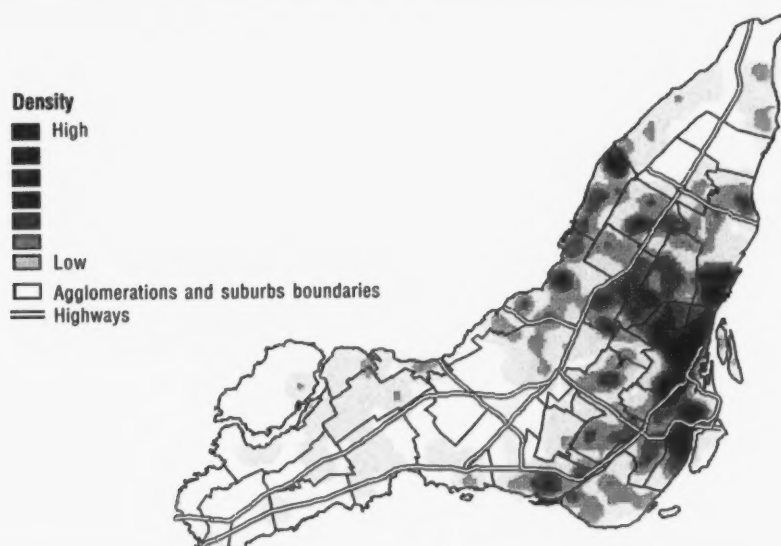 Density
High
Low
Agglomerations and suburbs boundaries
Highways